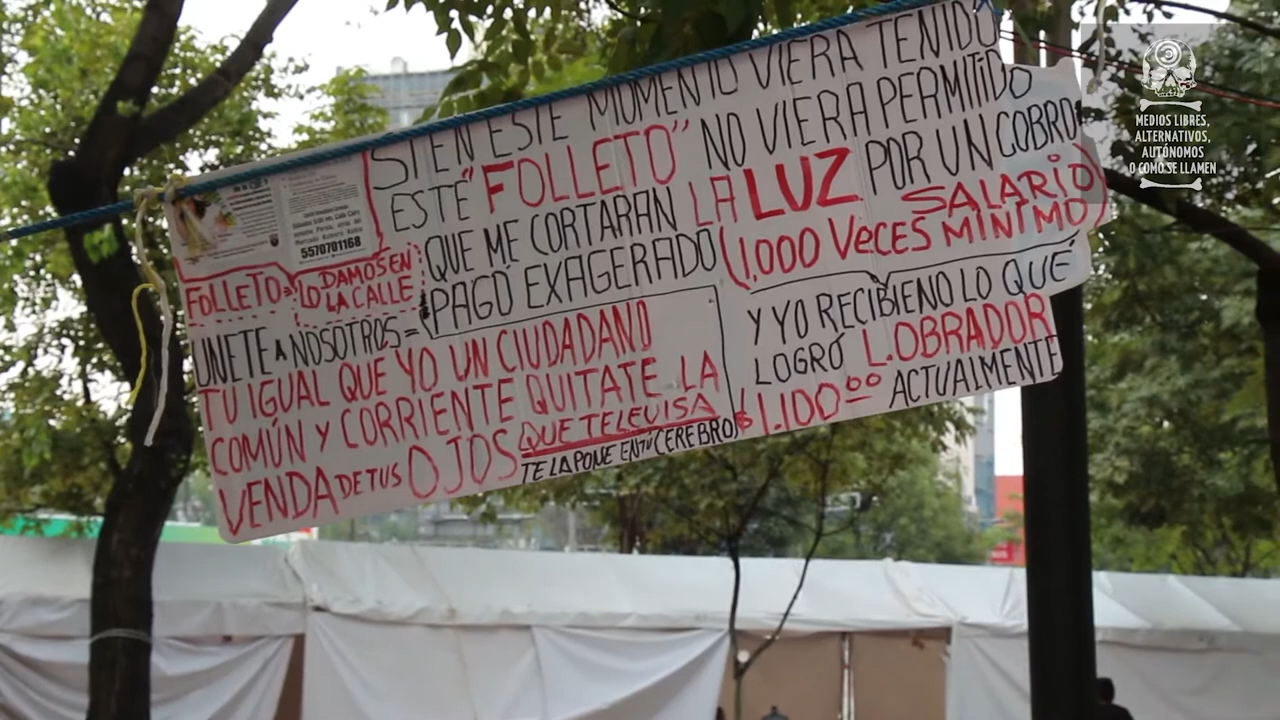 SI EN ESTE MOMENTO VIERA TENIDO
ESTE "FOLLETO" NO VIERA PERMITIDO
QUE ME CORTARAN LA LUZ POR UN COBRO
PAGO EXAGERADO (1,000 VECES SALARIO
MINIMO)
5570701168
FOLLETO = LO DAMOS EN
LA CALLE
UNETE A NOSOTROS =
TU IGUAL QUE YO UN CIUDADANO
COMÚN Y CORRIENTE QUITATE LA
VENDA DE TUS OJOS QUE TELEVISA
TE LA PONE EN TU CEREBRO
Y YO RECIBIENO LO QUE
LOGRÓ L.OBRADOR
$1.100.00 ACTUALMENTE
MEDIOS LIBRES,
ALTERNATIVOS,
AUTÓNOMOS
O COMO SE LLAMEN